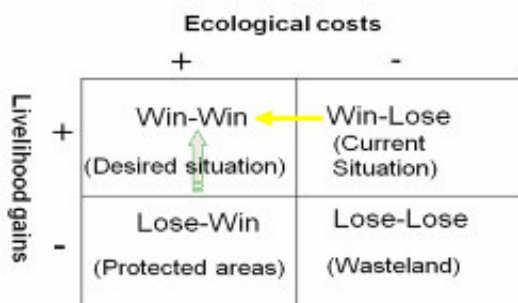 Ecological costs
+ -
Livelihood gains
+
Win-Win
(Desired situation)
Win-Lose
(Current
Situation)
-
Lose-Win
(Protected areas)
Lose-Lose
(Wasteland)